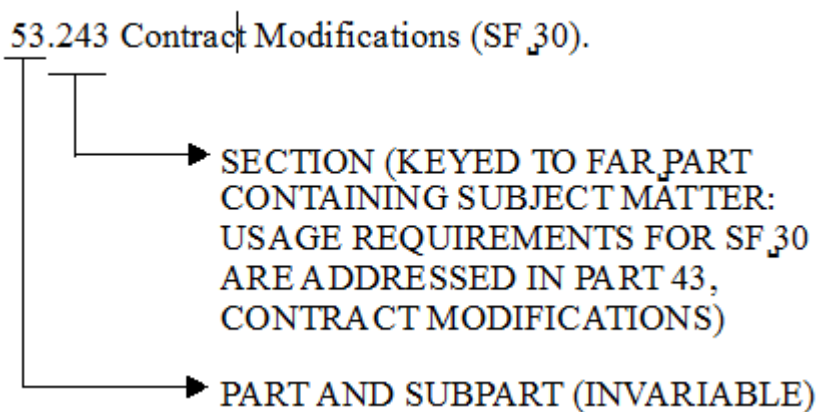 53.243 Contract Modifications (SF 30).
SECTION (KEYED TO FAR PART
CONTAINING SUBJECT MATTER:
USAGE REQUIREMENTS FOR SF 30
ARE ADDRESSED IN PART 43,
CONTRACT MODIFICATIONS)
PART AND SUBPART (INVARIABLE)